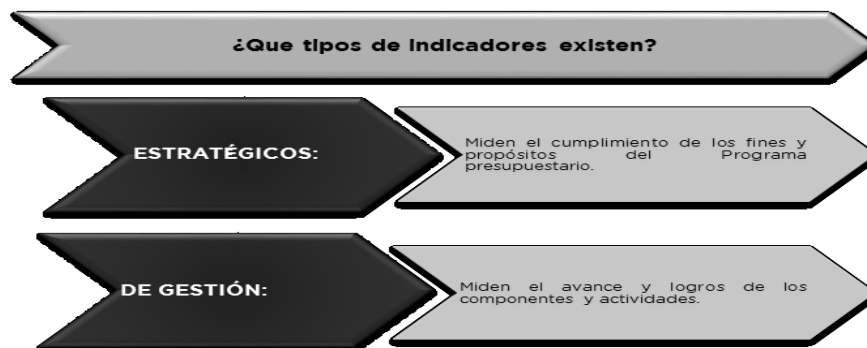 ¿Que tipos de indicadores existen?
ESTRATÉGICOS:
Miden el cumplimiento de los fines y
propósitos del Programa
presupuestario.
DE GESTIÓN:
Miden el avance y logros de los
componentes y actividades.